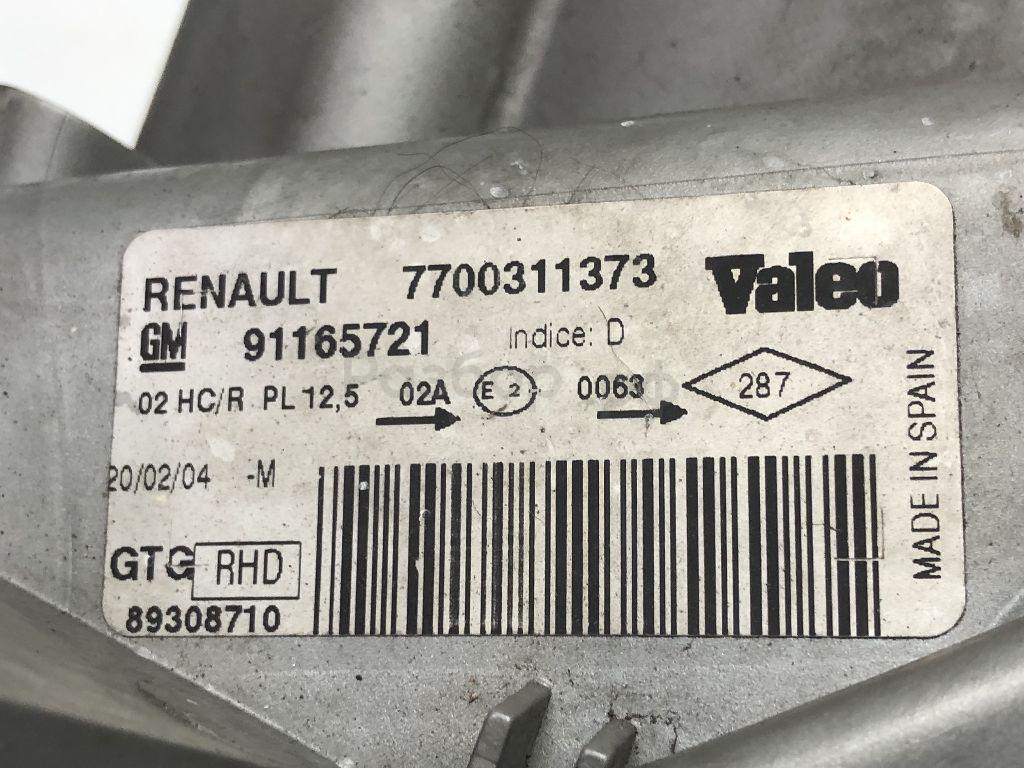 RENAULT 7700311373 Valeo
GM 91165721 Indice: D
02 HC/R PL 12,5 02A E 2 0063 287
20/02/04 -M
GTG RHD
89308710
MADE IN SPAIN